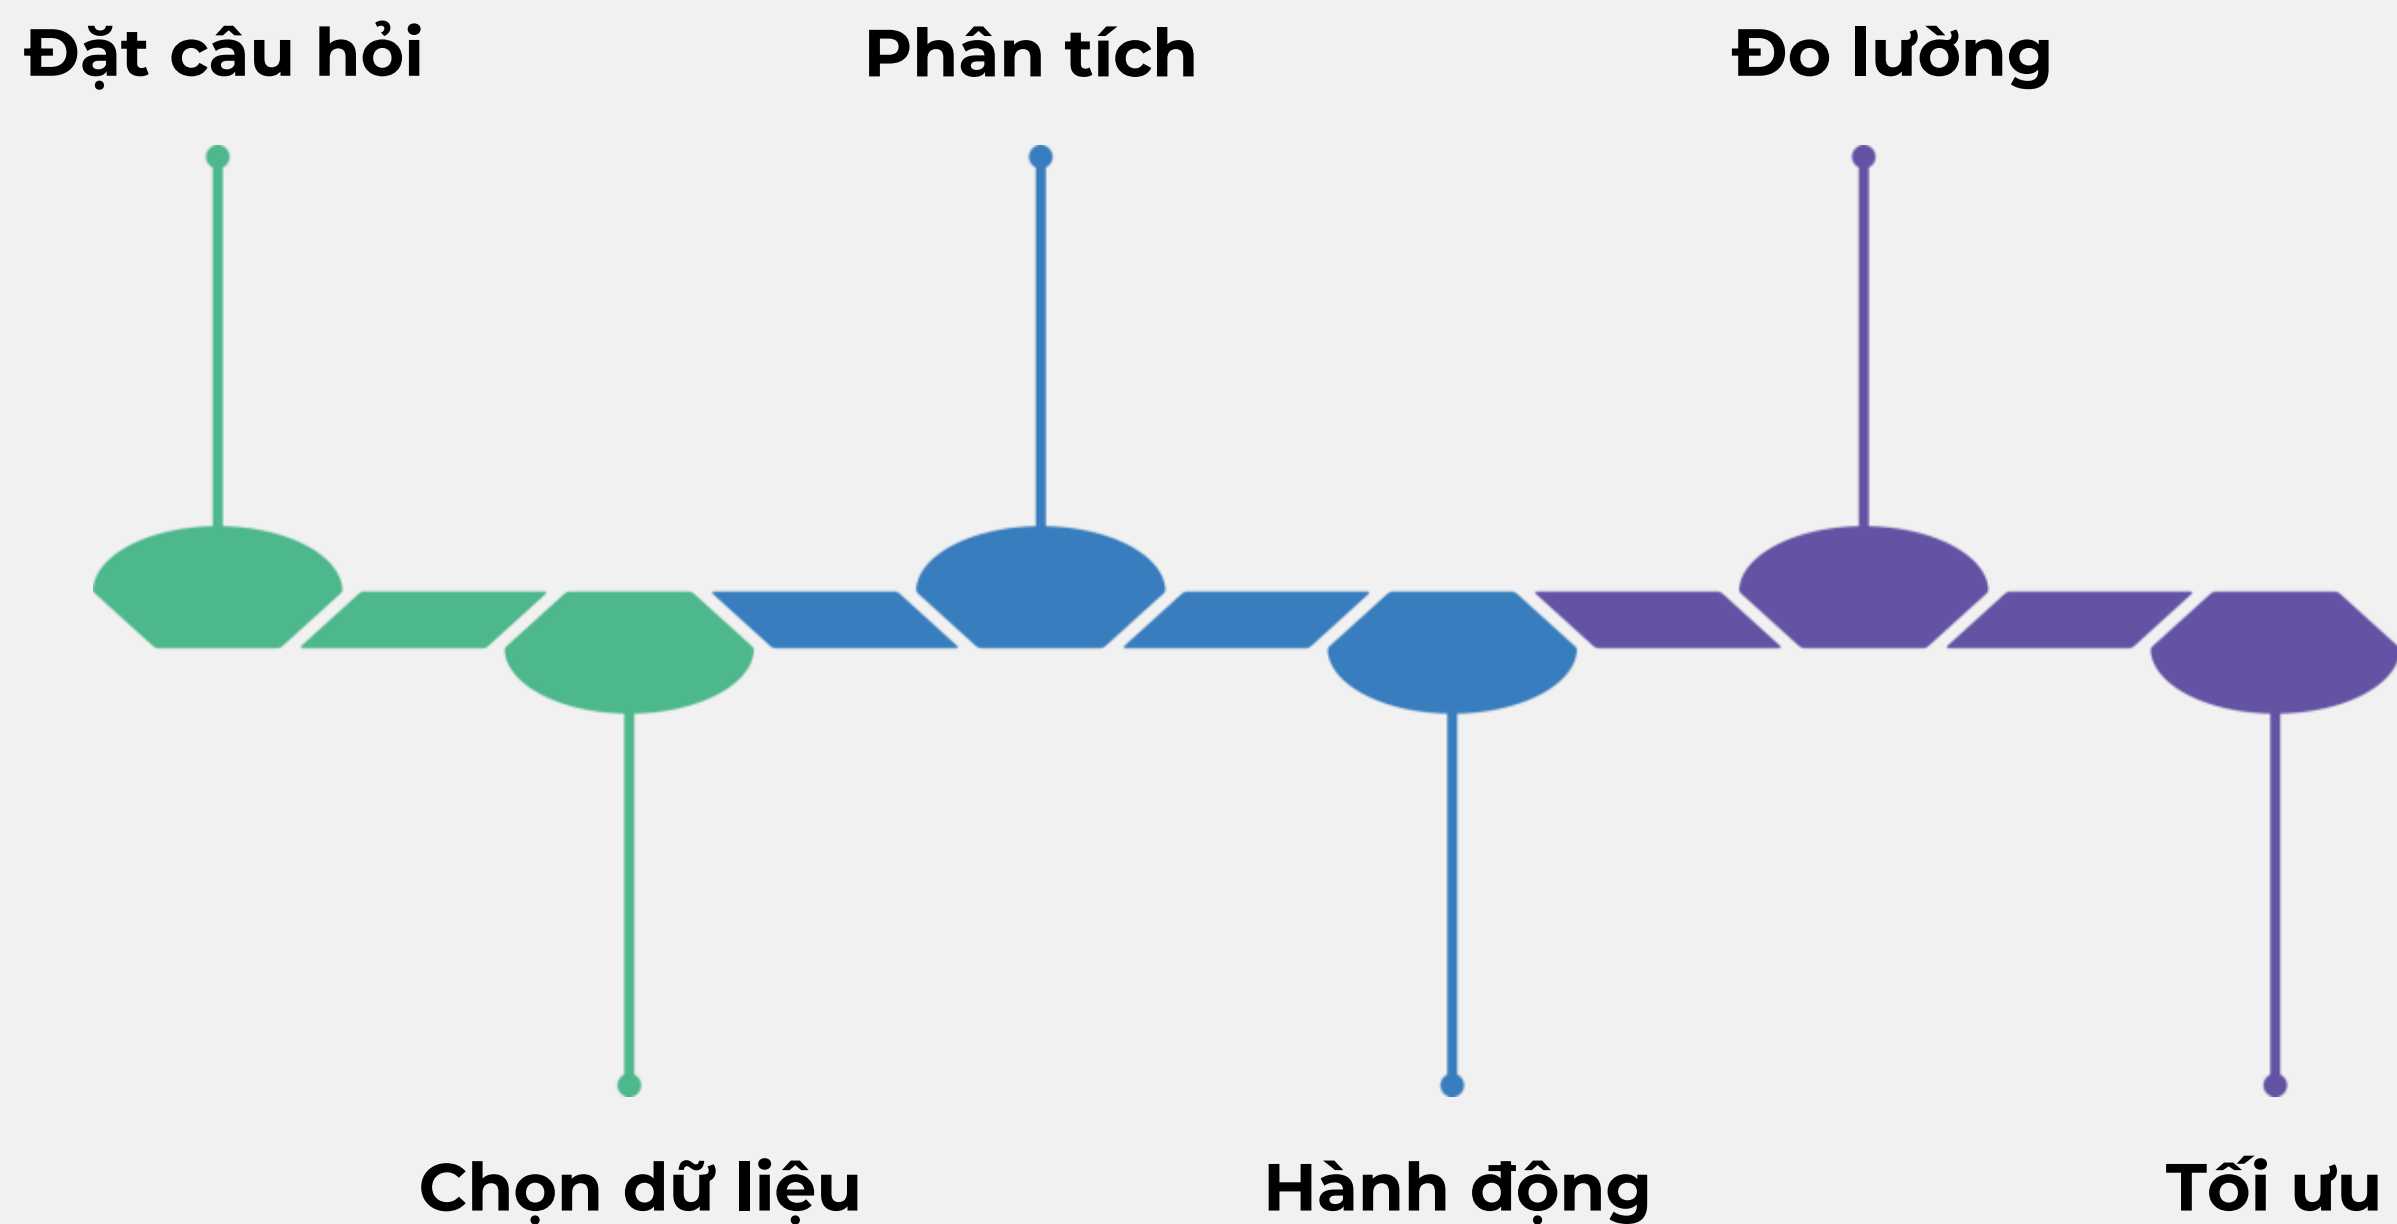 Đặt câu hỏi
Phân tích
Đo lường
Chọn dữ liệu
Hành động
Tối ưu